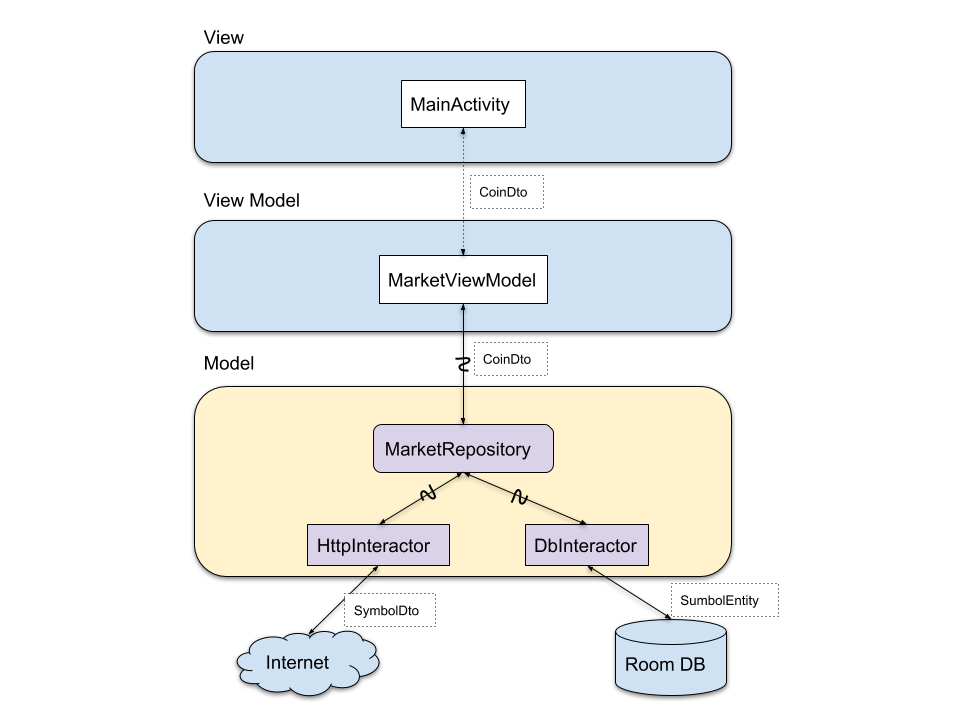 View
MainActivity
CoinDto
View Model
MarketViewModel
CoinDto
Model
MarketRepository
HttpInteractor
DbInteractor
SymbolDto
SumbolEntity
Internet
Room DB